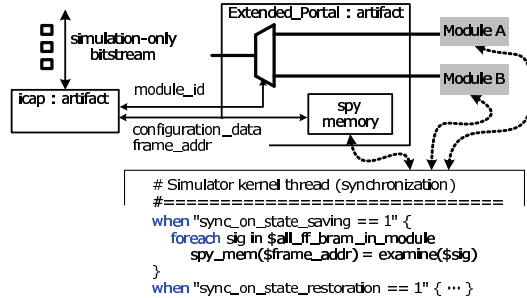 Extended_Portal : artifact
simulation-only
bitstream
Module A
Module B
module_id
icap : artifact
spy
memory
configuration_data
frame_addr
# Simulator kernel thread (synchronization)
#================================
when "sync_on_state_saving == 1" {
foreach sig in $all_ff_bram_in_module
spy_mem($frame_addr) = examine($sig)
}
when "sync_on_state_restoration == 1" { ... }